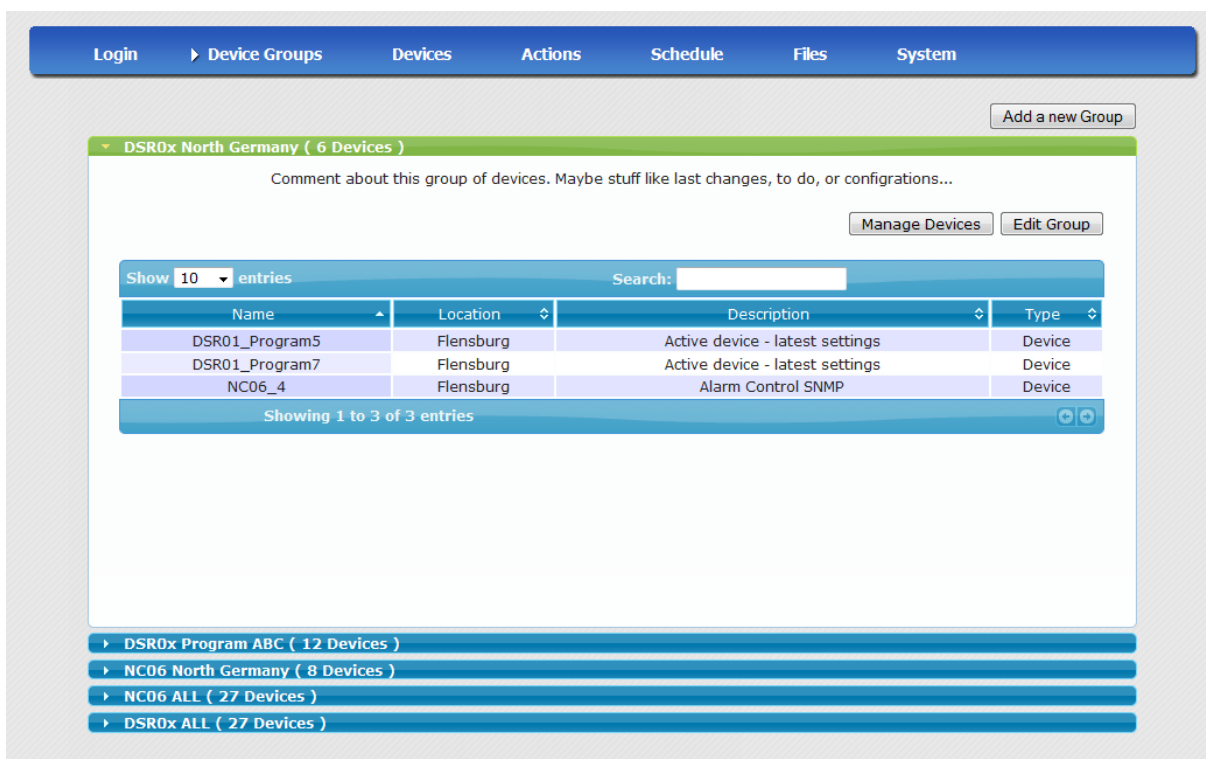 Login Device Groups Devices Actions Schedule Files System
Add a new Group
DSR0x North Germany ( 6 Devices )
Comment about this group of devices. Maybe stuff like last changes, to do, or configrations...
Manage Devices Edit Group
Show 10 entries Search:
Name Location Description Type
DSR01_Program5 Flensburg Active device - latest settings Device
DSR01_Program7 Flensburg Active device - latest settings Device
NC06_4 Flensburg Alarm Control SNMP Device
Showing 1 to 3 of 3 entries
DSR0x Program ABC ( 12 Devices )
NC06 North Germany ( 8 Devices )
NC06 ALL ( 27 Devices )
DSR0x ALL ( 27 Devices )